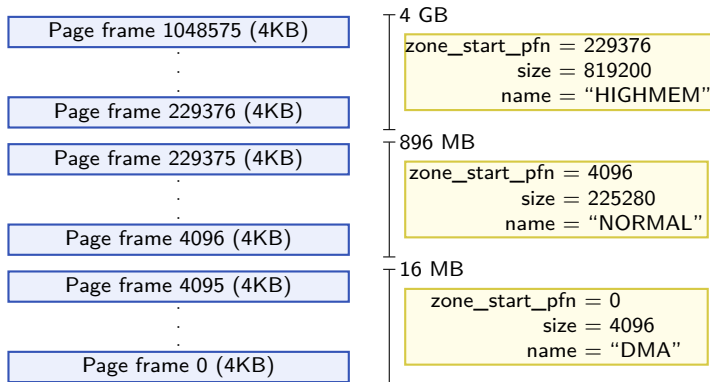 Page frame 1048575 (4KB)
.
.
.
Page frame 229376 (4KB)
Page frame 229375 (4KB)
.
.
.
Page frame 4096 (4KB)
Page frame 4095 (4KB)
.
.
.
Page frame 0 (4KB)
4 GB
zone_start_pfn = 229376
size = 819200
name = “HIGHMEM”
896 MB
zone_start_pfn = 4096
size = 225280
name = “NORMAL”
16 MB
zone_start_pfn = 0
size = 4096
name = “DMA”